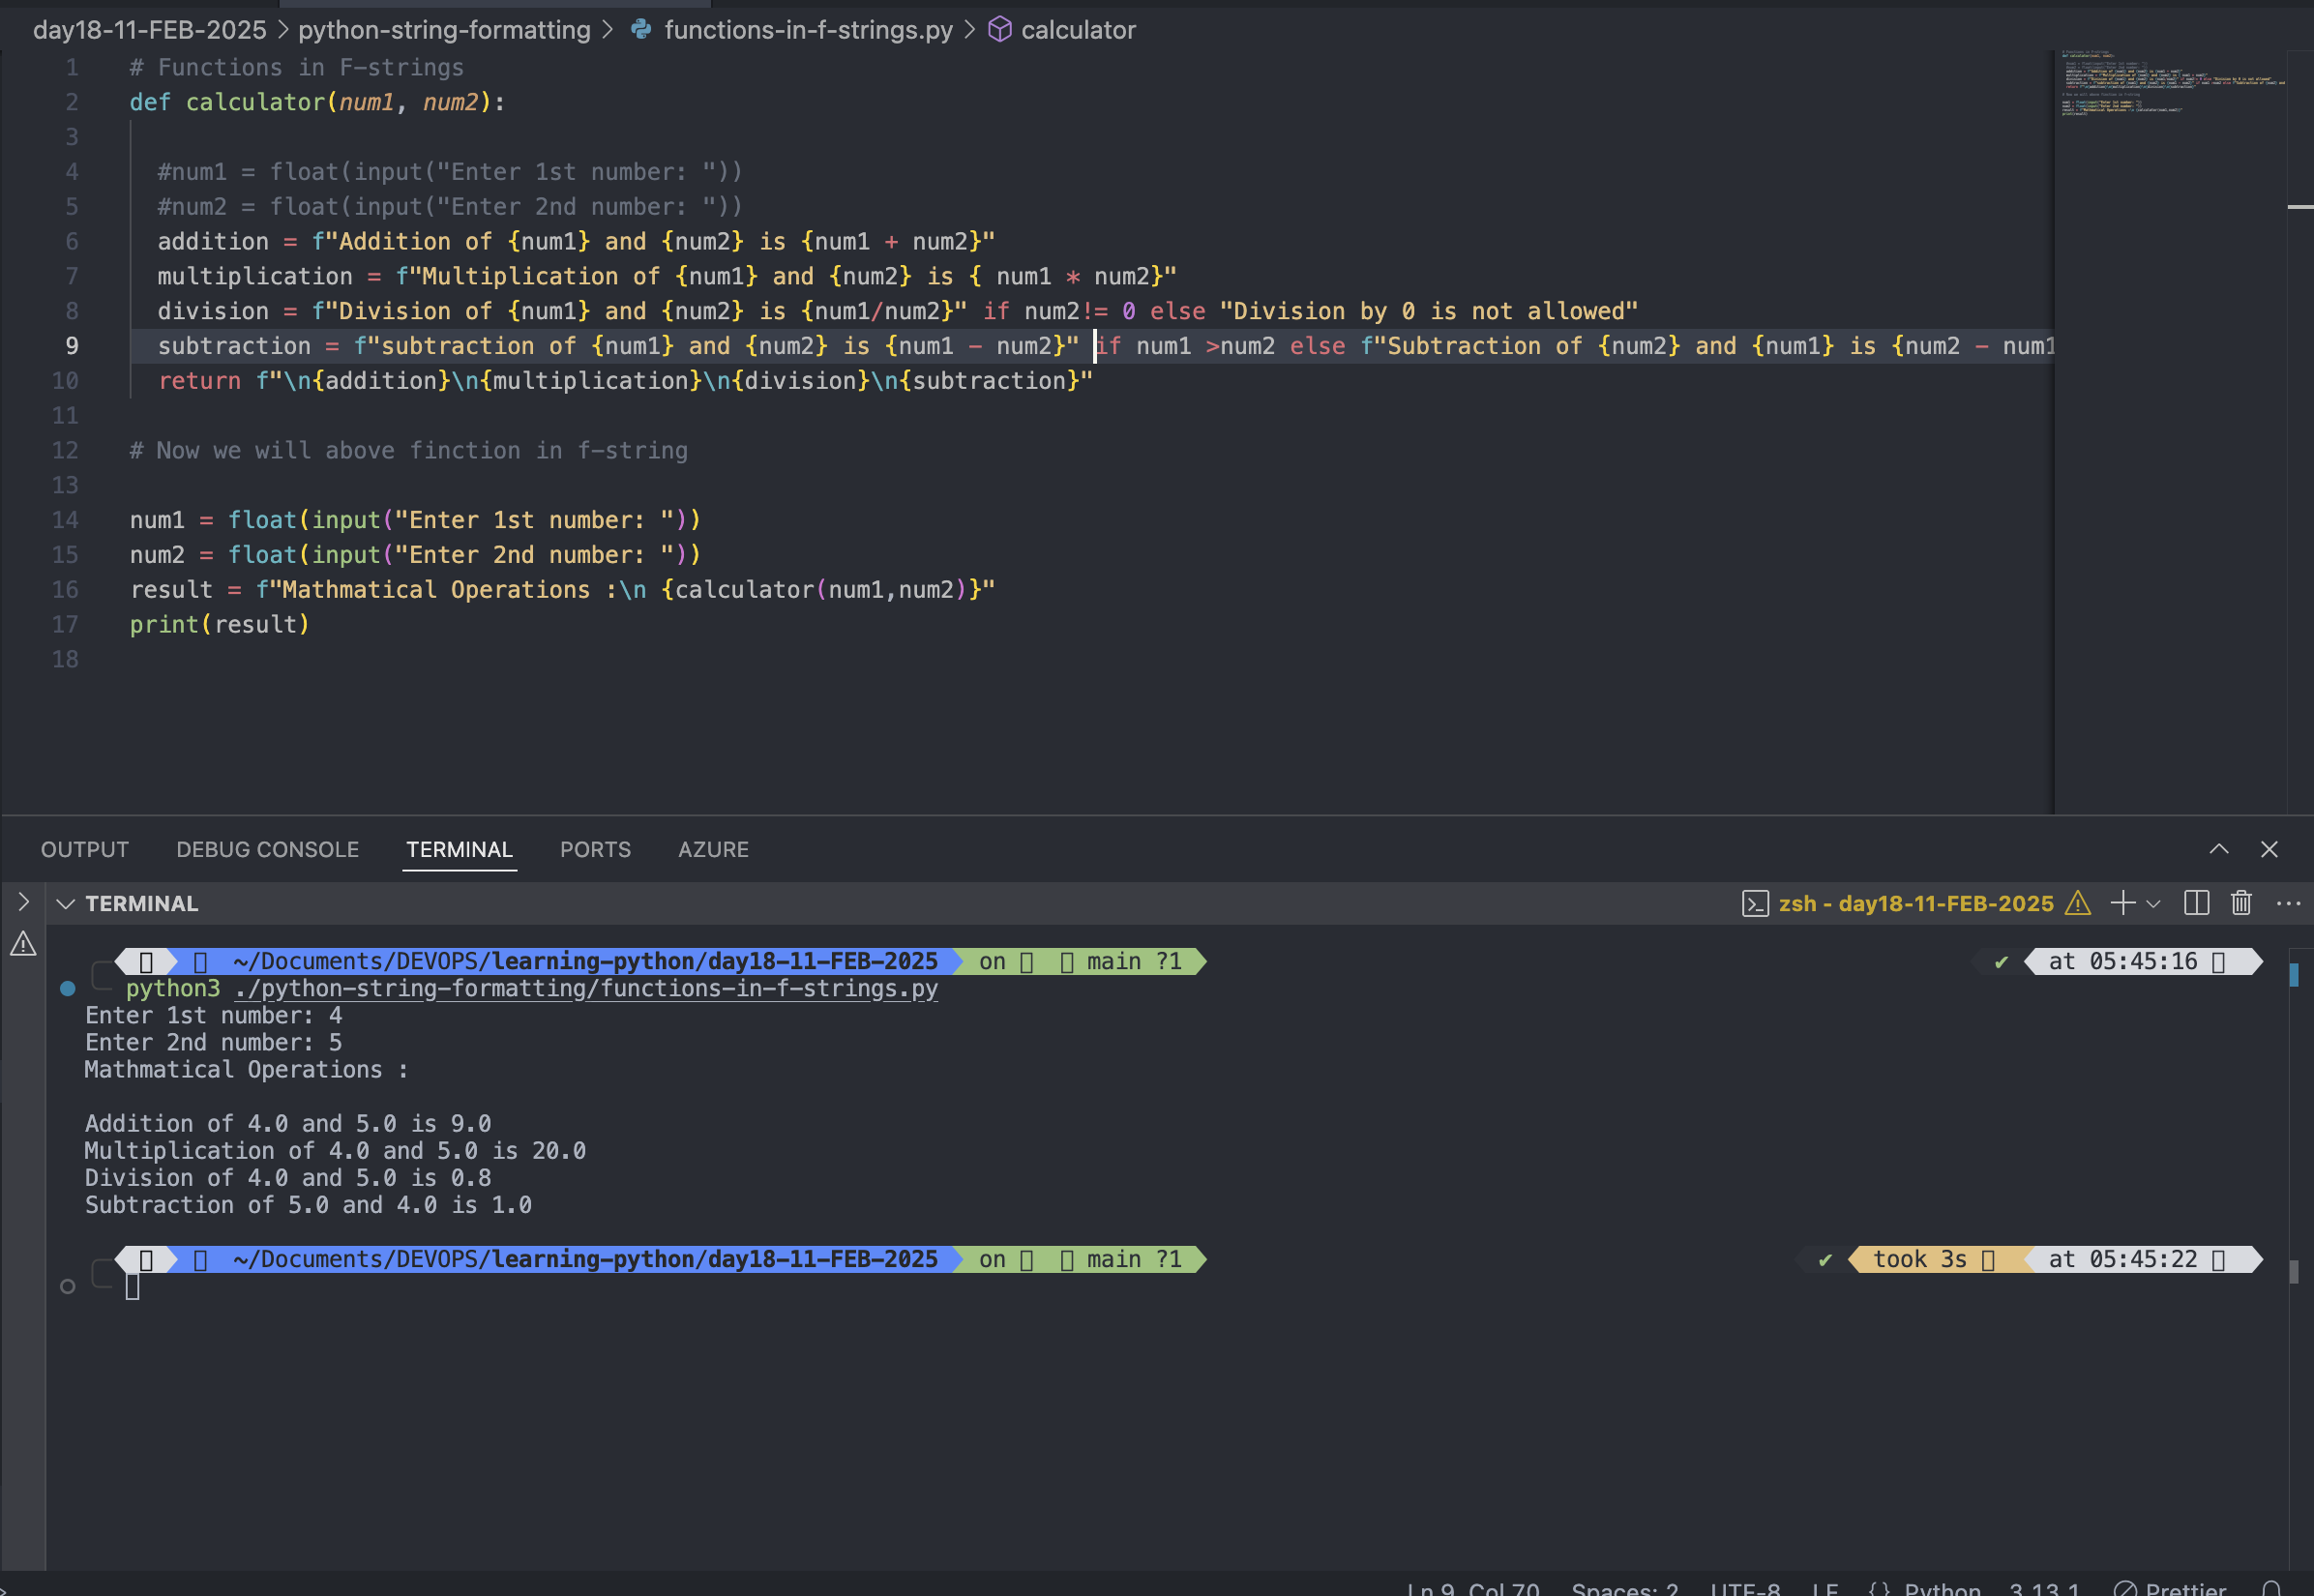 day18-11-FEB-2025 > python-string-formatting > functions-in-f-strings.py > calculator
1 # Functions in F-strings
2 def calculator(num1, num2):
3
4 #num1 = float(input("Enter 1st number: "))
5 #num2 = float(input("Enter 2nd number: "))
6 addition = f"Addition of {num1} and {num2} is {num1 + num2}"
7 multiplication = f"Multiplication of {num1} and {num2} is { num1 * num2}"
8 division = f"Division of {num1} and {num2} is {num1/num2}" if num2!= 0 else "Division by 0 is not allowed"
9 subtraction = f"subtraction of {num1} and {num2} is {num1 - num2}" if num1 >num2 else f"Subtraction of {num2} and {num1} is {num2 - num1
10 return f"\n{addition}\n{multiplication}\n{division}\n{subtraction}"
11
12 # Now we will above finction in f-string
13
14 num1 = float(input("Enter 1st number: "))
15 num2 = float(input("Enter 2nd number: "))
16 result = f"Mathmatical Operations :\n {calculator(num1,num2)}"
17 print(result)
18
OUTPUT DEBUG CONSOLE TERMINAL PORTS AZURE
TERMINAL zsh - day18-11-FEB-2025
~/Documents/DEVOPS/learning-python/day18-11-FEB-2025 on main ?1 ✔ at 05:45:16
python3 ./python-string-formatting/functions-in-f-strings.py
Enter 1st number: 4
Enter 2nd number: 5
Mathmatical Operations :
Addition of 4.0 and 5.0 is 9.0
Multiplication of 4.0 and 5.0 is 20.0
Division of 4.0 and 5.0 is 0.8
Subtraction of 5.0 and 4.0 is 1.0
~/Documents/DEVOPS/learning-python/day18-11-FEB-2025 on main ?1 ✔ took 3s at 05:45:22
Ln 9, Col 70 Spaces: 2 UTF-8 LF {} Python 3.13.1 Prettier